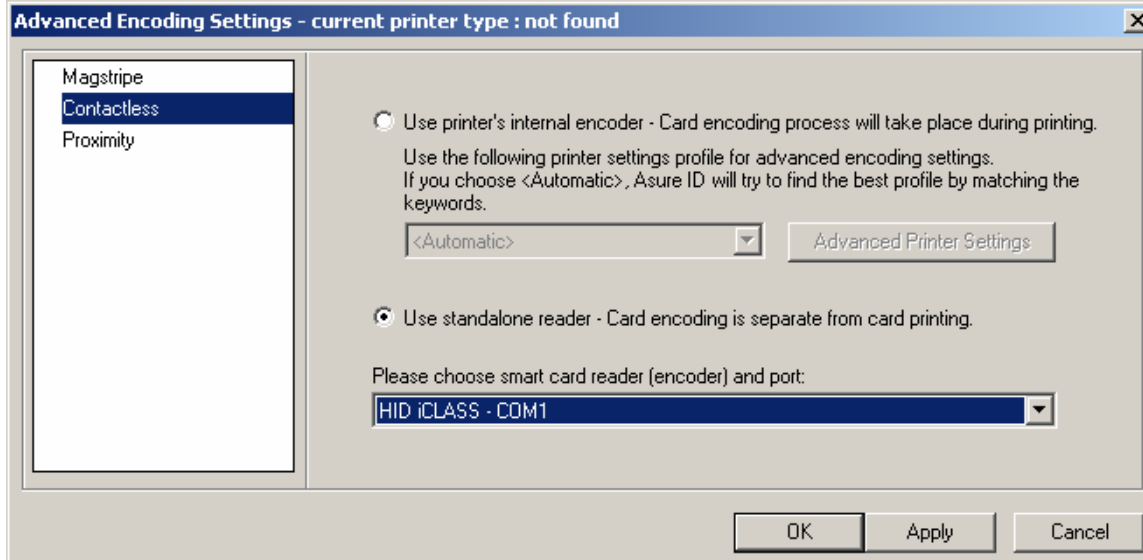 Advanced Encoding Settings - current printer type : not found
Magstripe
Contactless
Proximity
Use printer's internal encoder - Card encoding process will take place during printing.
Use the following printer settings profile for advanced encoding settings.
If you choose <Automatic>, Asure ID will try to find the best profile by matching the
keywords.
<Automatic>
Advanced Printer Settings
Use standalone reader - Card encoding is separate from card printing.
Please choose smart card reader (encoder) and port:
HID iCLASS - COM1
OK
Apply
Cancel